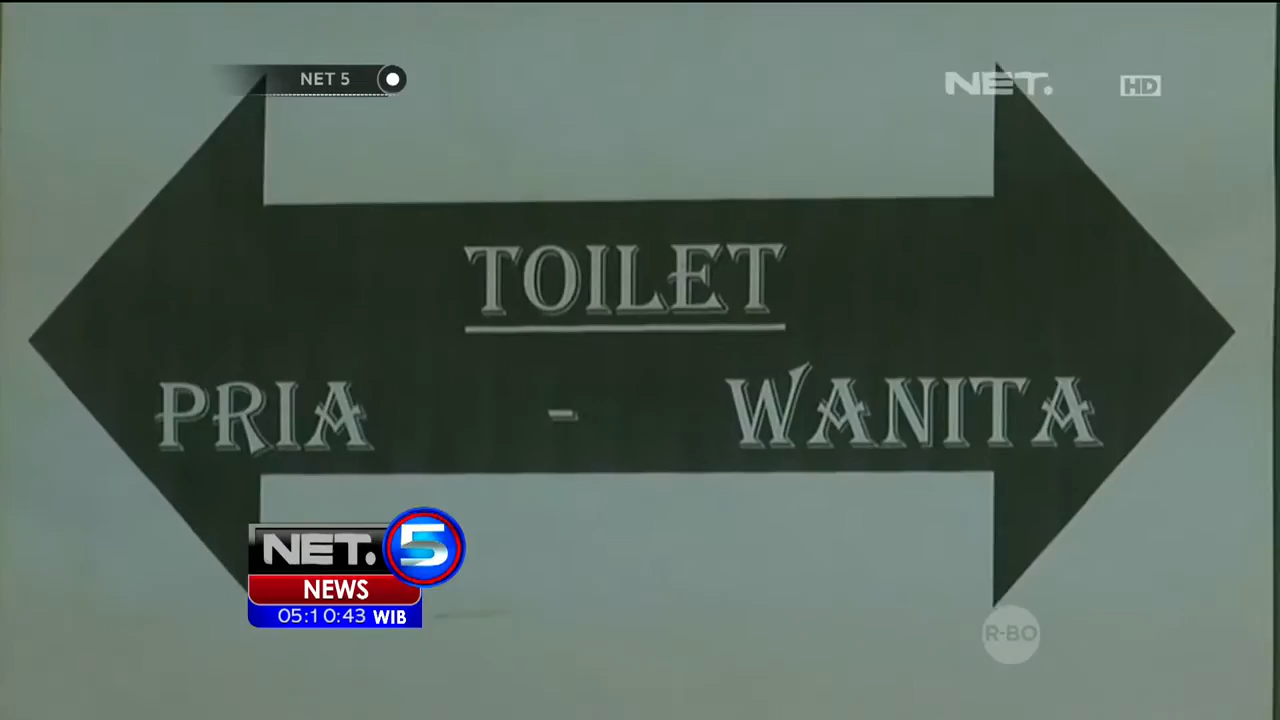 NET 5
NET.
HD
TOILET
PRIA - WANITA
NET. 5
NEWS
05:10:43 WIB
R-BO